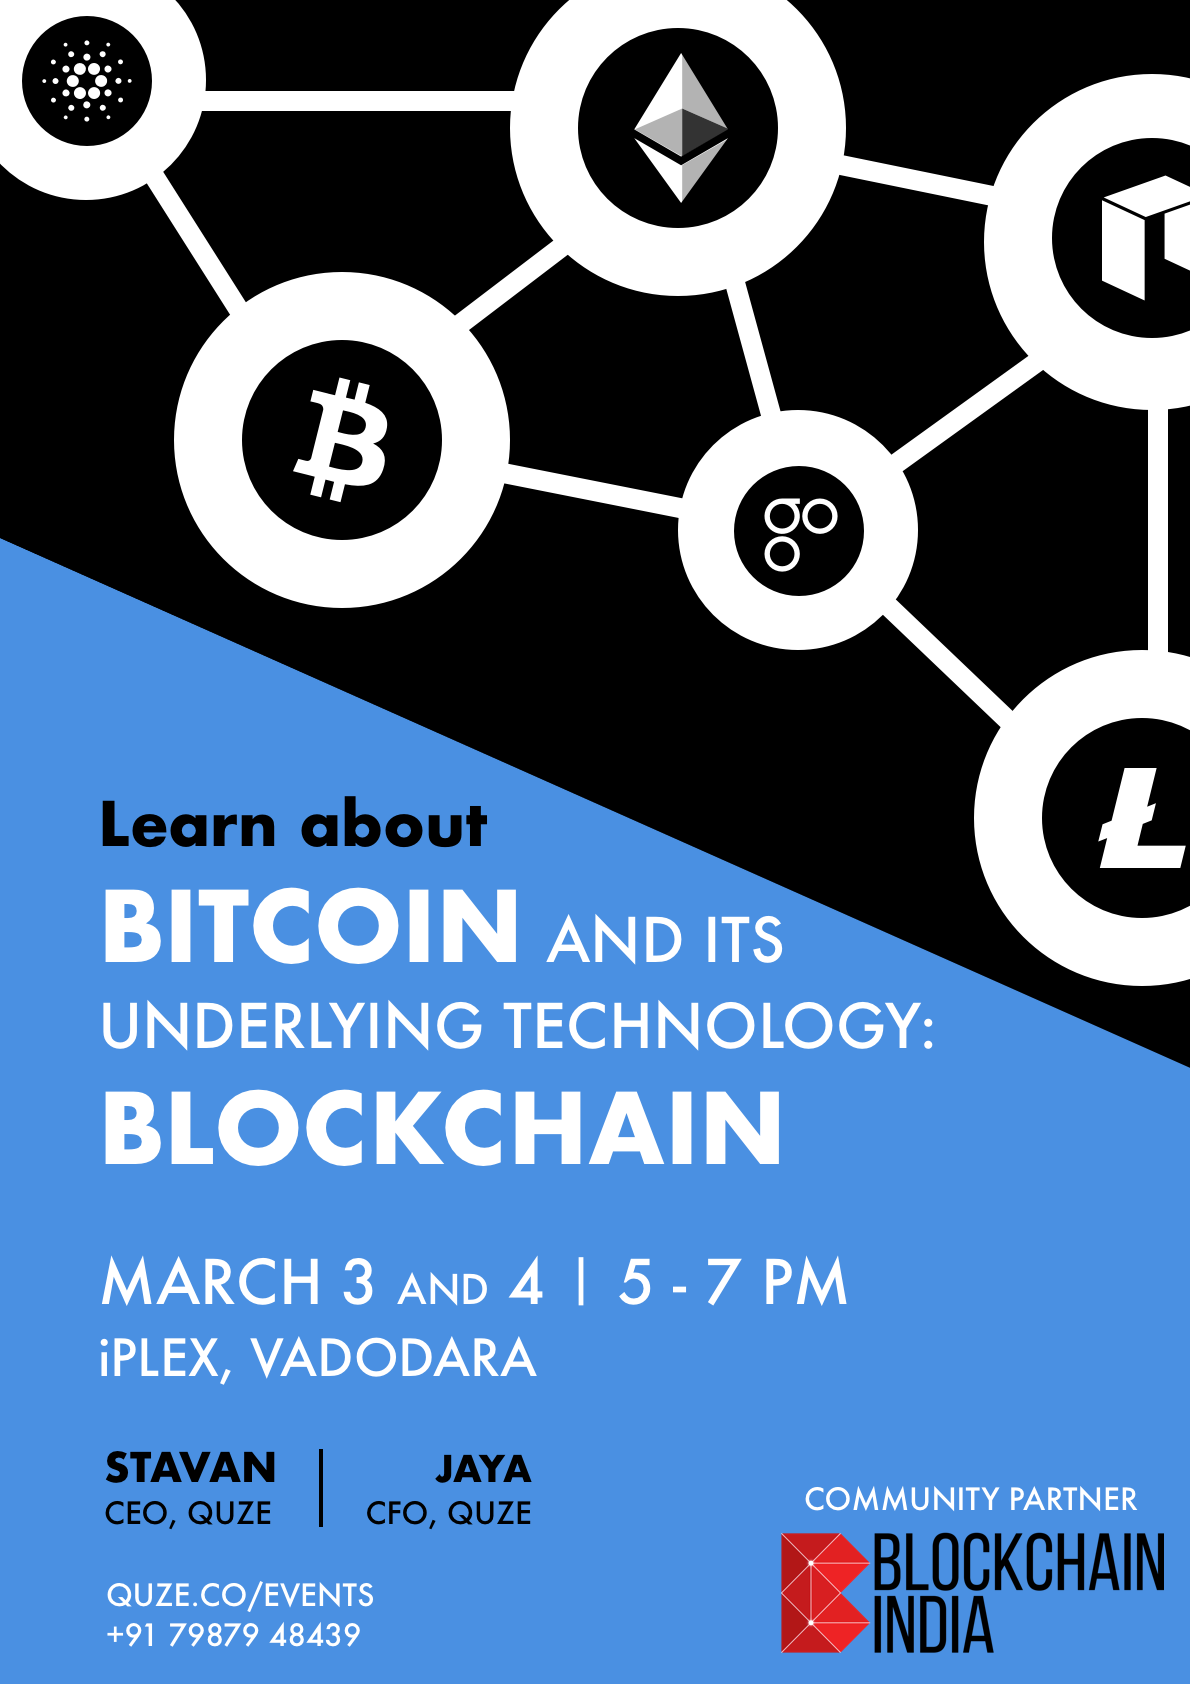 Learn about
BITCOIN AND ITS
UNDERLYING TECHNOLOGY:
BLOCKCHAIN
MARCH 3 AND 4 | 5 - 7 PM
iPLEX, VADODARA
STAVAN
CEO, QUZE
JAYA
CFO, QUZE
QUZE.CO/EVENTS
+91 79879 48439
COMMUNITY PARTNER
BLOCKCHAIN
INDIA